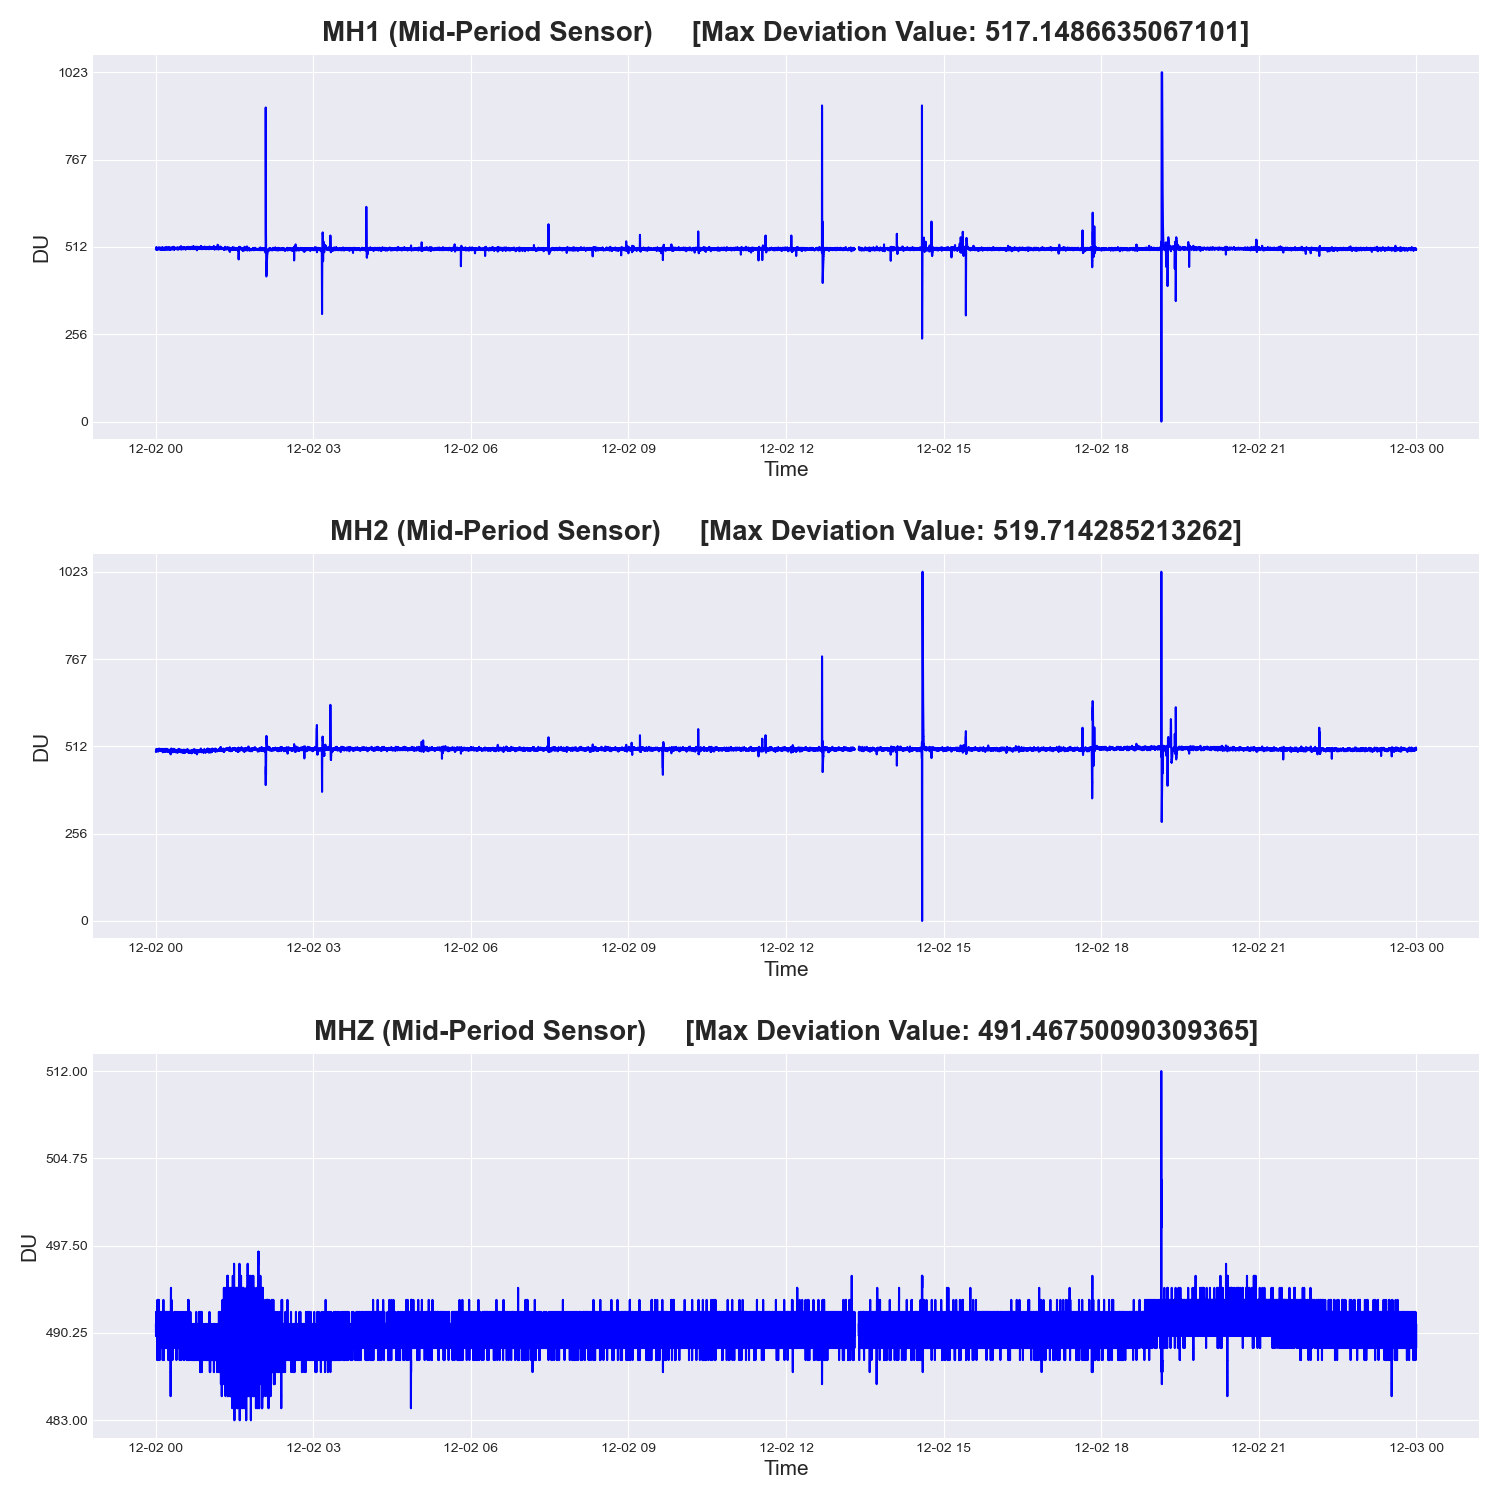 MH1 (Mid-Period Sensor) [Max Deviation Value: 517.1486635067101]
1023
767
512
256
0
DU
12-02 00 12-02 03 12-02 06 12-02 09 12-02 12 12-02 15 12-02 18 12-02 21 12-03 00
Time
MH2 (Mid-Period Sensor) [Max Deviation Value: 519.714285213262]
1023
767
512
256
0
DU
12-02 00 12-02 03 12-02 06 12-02 09 12-02 12 12-02 15 12-02 18 12-02 21 12-03 00
Time
MHZ (Mid-Period Sensor) [Max Deviation Value: 491.46750090309365]
512.00
504.75
497.50
490.25
483.00
DU
12-02 00 12-02 03 12-02 06 12-02 09 12-02 12 12-02 15 12-02 18 12-02 21 12-03 00
Time